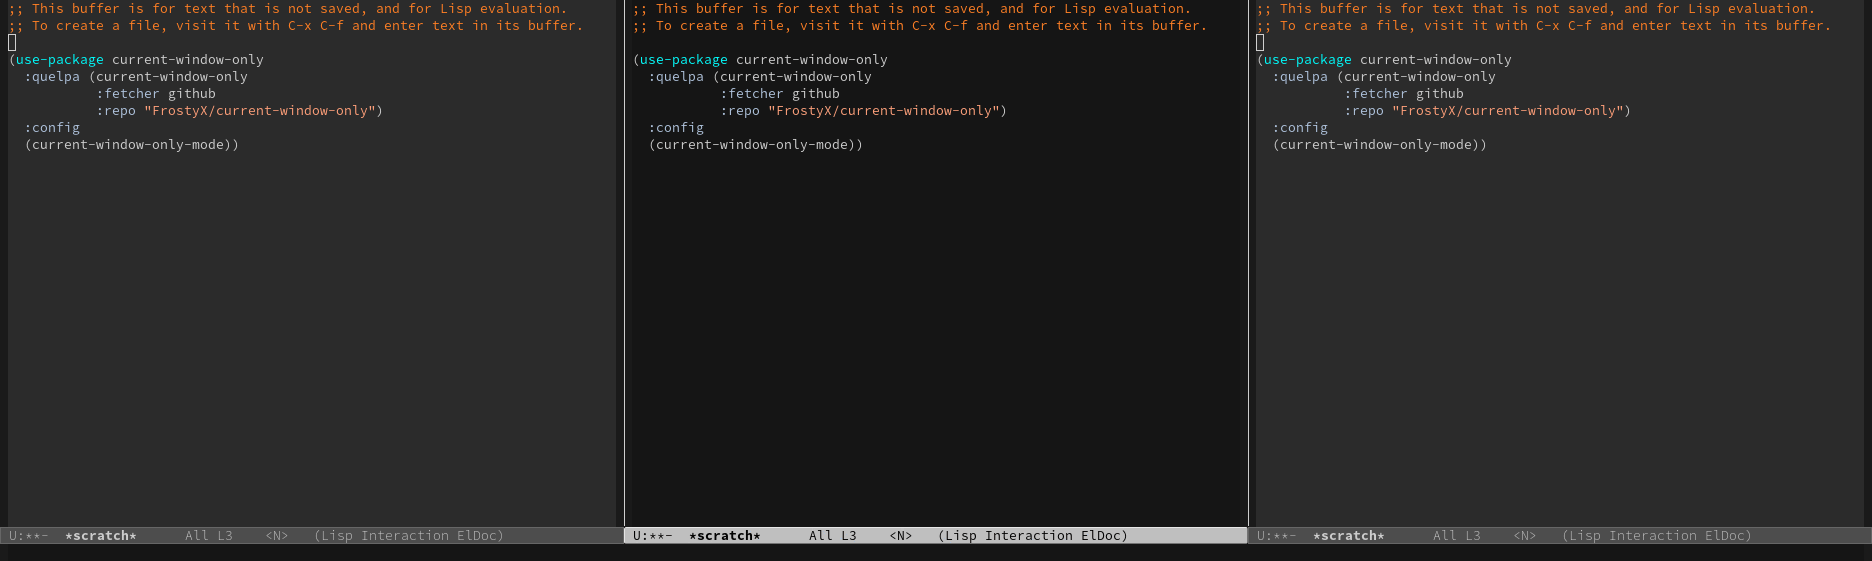 ;; This buffer is for text that is not saved, and for Lisp evaluation.
;; To create a file, visit it with C-x C-f and enter text in its buffer.
(use-package current-window-only
  :quelpa (current-window-only
           :fetcher github
           :repo "FrostyX/current-window-only")
  :config
  (current-window-only-mode))
U:**-  *scratch*      All L3    <N>   (Lisp Interaction ElDoc)
;; This buffer is for text that is not saved, and for Lisp evaluation.
;; To create a file, visit it with C-x C-f and enter text in its buffer.
(use-package current-window-only
  :quelpa (current-window-only
           :fetcher github
           :repo "FrostyX/current-window-only")
  :config
  (current-window-only-mode))
U:**-  *scratch*      All L3    <N>   (Lisp Interaction ElDoc)
;; This buffer is for text that is not saved, and for Lisp evaluation.
;; To create a file, visit it with C-x C-f and enter text in its buffer.
(use-package current-window-only
  :quelpa (current-window-only
           :fetcher github
           :repo "FrostyX/current-window-only")
  :config
  (current-window-only-mode))
U:**-  *scratch*      All L3    <N>   (Lisp Interaction ElDoc)